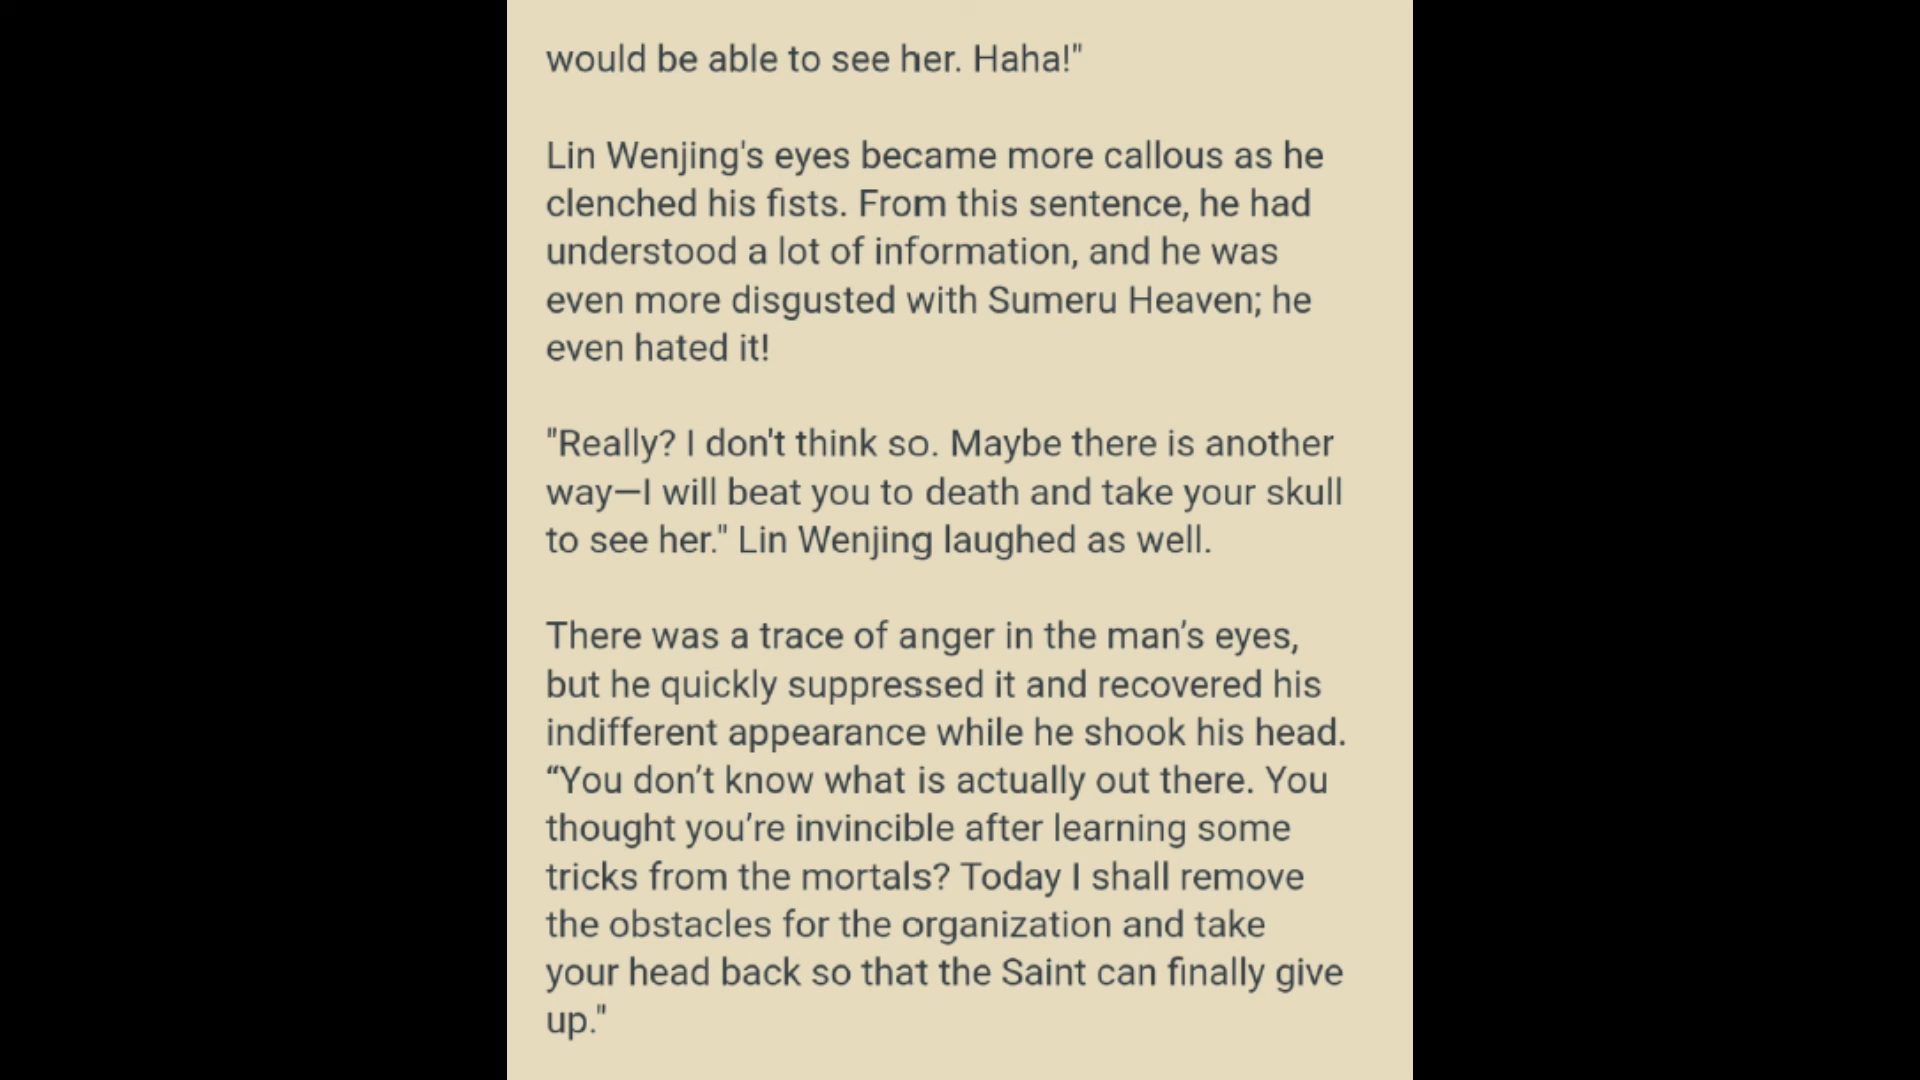 would be able to see her. Haha!"
Lin Wenjing's eyes became more callous as he
clenched his fists. From this sentence, he had
understood a lot of information, and he was
even more disgusted with Sumeru Heaven; he
even hated it!
"Really? I don't think so. Maybe there is another
way—I will beat you to death and take your skull
to see her." Lin Wenjing laughed as well.
There was a trace of anger in the man’s eyes,
but he quickly suppressed it and recovered his
indifferent appearance while he shook his head.
“You don’t know what is actually out there. You
thought you’re invincible after learning some
tricks from the mortals? Today I shall remove
the obstacles for the organization and take
your head back so that the Saint can finally give
up."